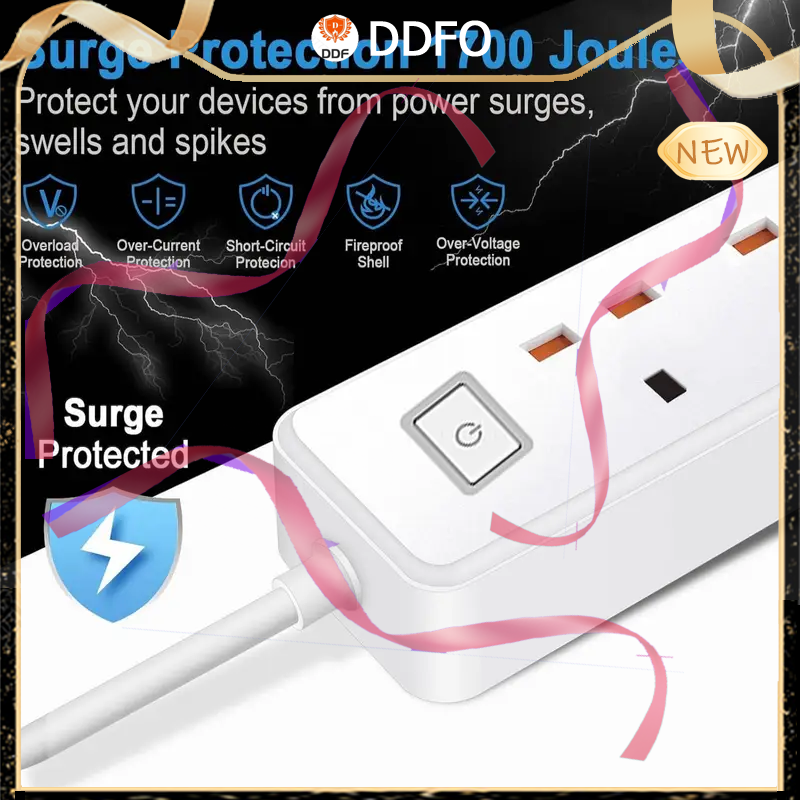 DDF
DDFO
Surge Protection 1700 Joule
Protect your devices from power surges,
swells and spikes
NEW
Overload
Protection
Over-Current
Protection
Short-Circuit
Protecion
Fireproof
Shell
Over-Voltage
Protection
Surge
Protected